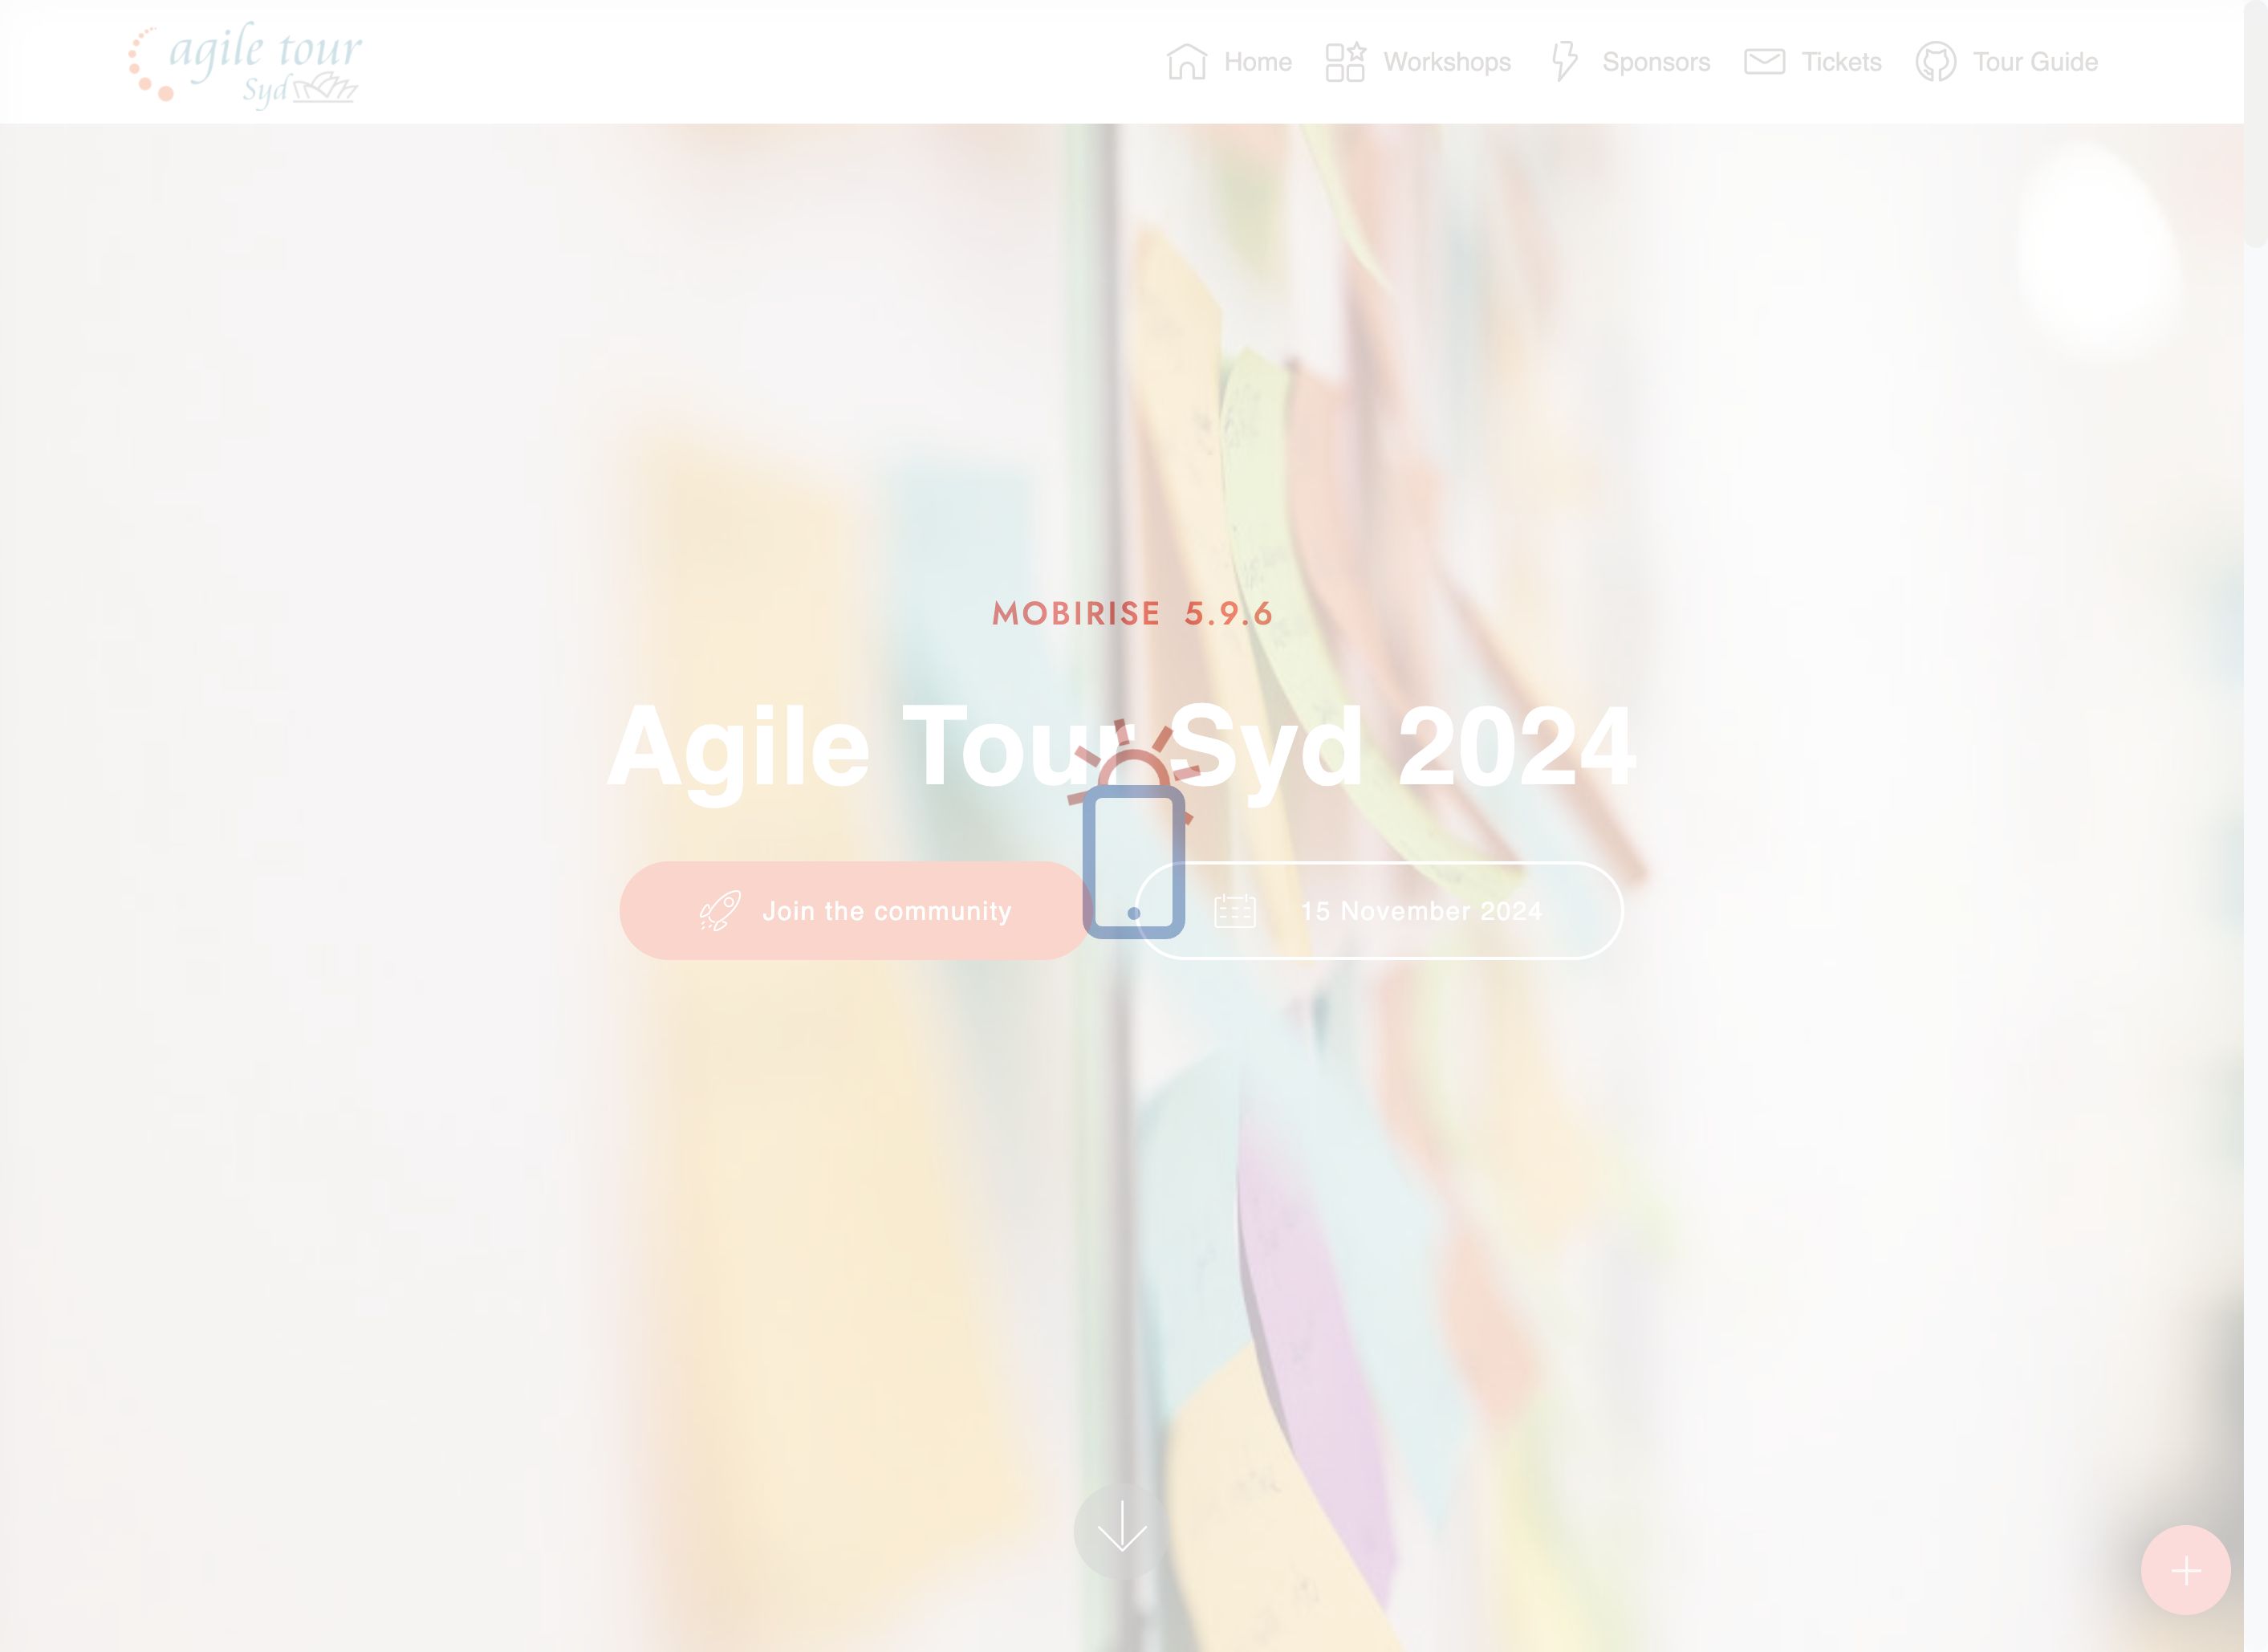 agile tour
Syd
Home
Workshops
Sponsors
Tickets
Tour Guide
MOBIRISE 5.9.6
Agile Tour Syd 2024
Join the community
15 November 2024